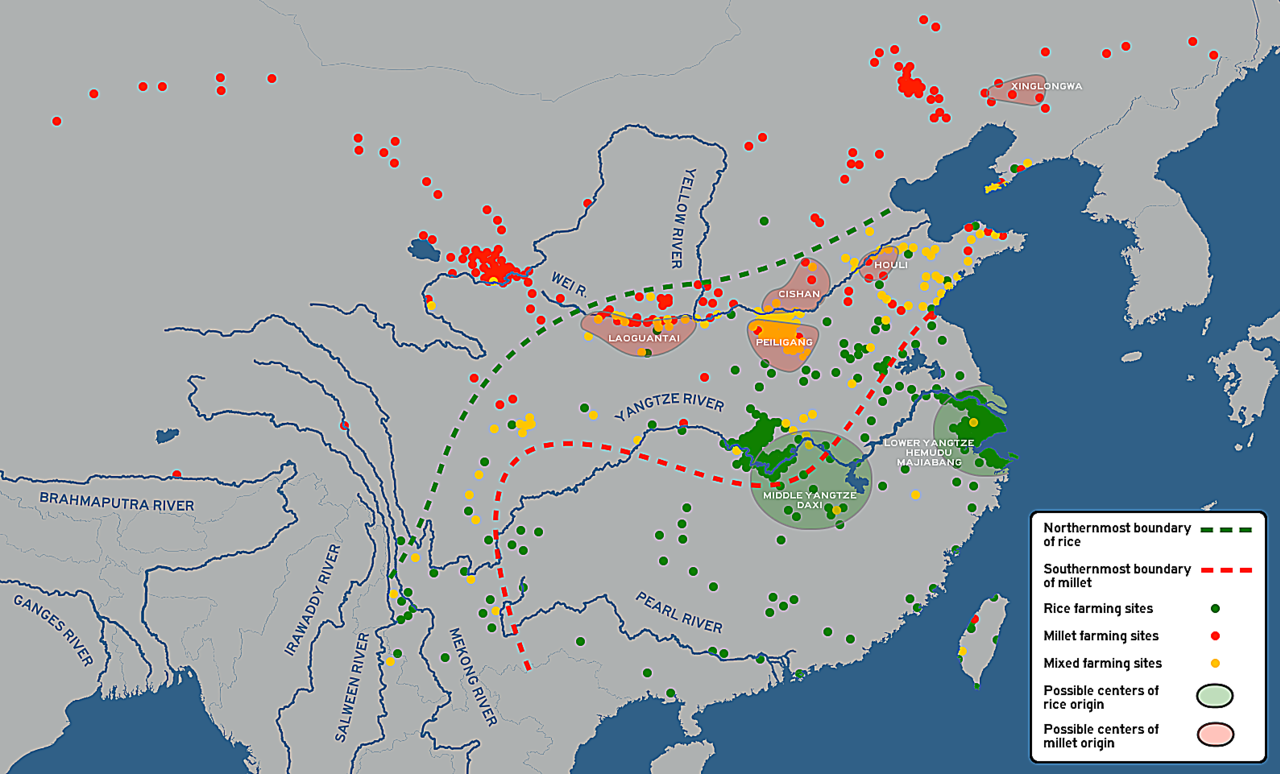 XINGLONGWA
YELLOW RIVER
WEI R.
HOULI
CISHAN
LAOGUANTAI
PEILIGANG
YANGTZE RIVER
LOWER YANGTZE
HEMUDU
MAJIABANG
MIDDLE YANGTZE
DAXI
BRAHMAPUTRA RIVER
IRAWADDY RIVER
GANGES RIVER
SALWEEN RIVER
MEKONG RIVER
PEARL RIVER
Northernmost boundary
of rice
Southernmost boundary
of millet
Rice farming sites
Millet farming sites
Mixed farming sites
Possible centers of
rice origin
Possible centers of
millet origin